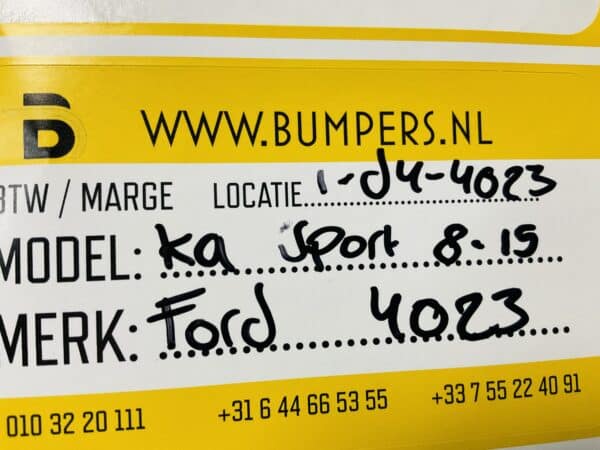 B WWW.BUMPERS.NL
BTW / MARGE LOCATIE 1-d4-4023
MODEL: Ka Sport 8-15
MERK: Ford 4023
010 32 20 111 +31 6 44 66 53 55 +33 7 55 22 40 91